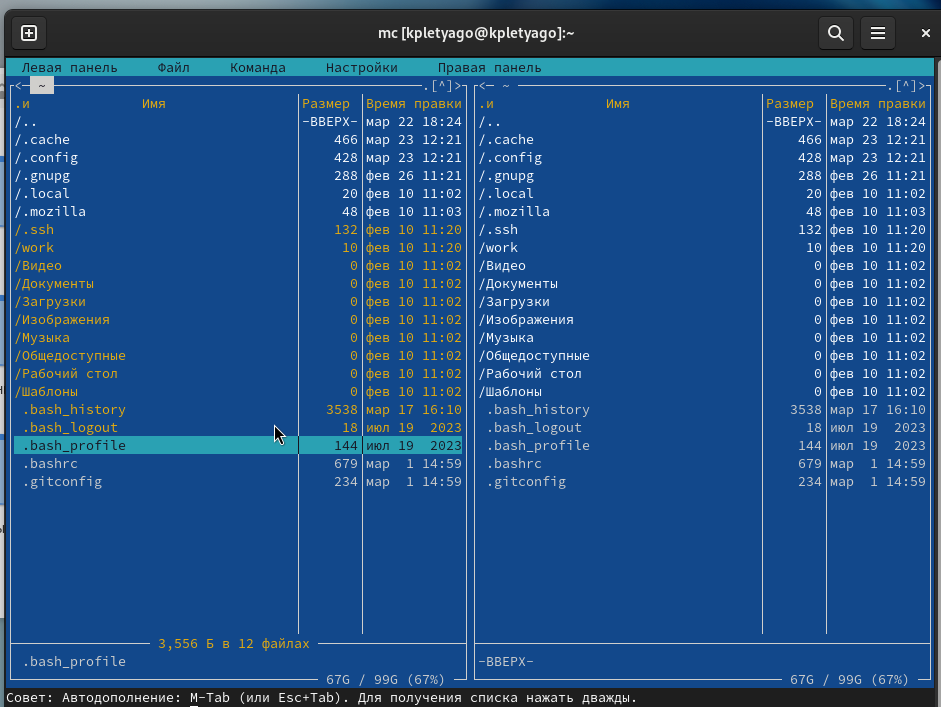 mc [kpletyago@kpletyago]:~
Левая панель Файл Команда Настройки Правая панель
<— ~ .[^]> <— ~ .[^]>
.и Имя Размер Время правки .и Имя Размер Время правки
/.. -ВВЕРХ- мар 22 18:24 /.. -ВВЕРХ- мар 22 18:24
/.cache 466 мар 23 12:21 /.cache 466 мар 23 12:21
/.config 428 мар 23 12:21 /.config 428 мар 23 12:21
/.gnupg 288 фев 26 11:21 /.gnupg 288 фев 26 11:21
/.local 20 фев 10 11:02 /.local 20 фев 10 11:02
/.mozilla 48 фев 10 11:03 /.mozilla 48 фев 10 11:03
/.ssh 132 фев 10 11:20 /.ssh 132 фев 10 11:20
/work 10 фев 10 11:20 /work 10 фев 10 11:20
/Видео 0 фев 10 11:02 /Видео 0 фев 10 11:02
/Документы 0 фев 10 11:02 /Документы 0 фев 10 11:02
/Загрузки 0 фев 10 11:02 /Загрузки 0 фев 10 11:02
/Изображения 0 фев 10 11:02 /Изображения 0 фев 10 11:02
/Музыка 0 фев 10 11:02 /Музыка 0 фев 10 11:02
/Общедоступные 0 фев 10 11:02 /Общедоступные 0 фев 10 11:02
/Рабочий стол 0 фев 10 11:02 /Рабочий стол 0 фев 10 11:02
/Шаблоны 0 фев 10 11:02 /Шаблоны 0 фев 10 11:02
.bash_history 3538 мар 17 16:10 .bash_history 3538 мар 17 16:10
.bash_logout 18 июл 19 2023 .bash_logout 18 июл 19 2023
.bash_profile 144 июл 19 2023 .bash_profile 144 июл 19 2023
.bashrc 679 мар 1 14:59 .bashrc 679 мар 1 14:59
.gitconfig 234 мар 1 14:59 .gitconfig 234 мар 1 14:59
3,556 Б в 12 файлах
.bash_profile -ВВЕРХ-
67G / 99G (67%) 67G / 99G (67%)
Совет: Автодополнение: M-Tab (или Esc+Tab). Для получения списка нажать дважды.